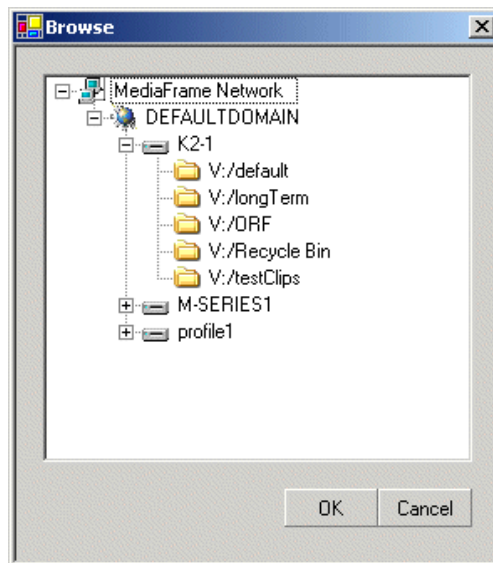 Browse
MediaFrame Network
DEFAULTDOMAIN
K2-1
V:/default
V:/longTerm
V:/ORF
V:/Recycle Bin
V:/testClips
M-SERIES1
profile1
OK Cancel